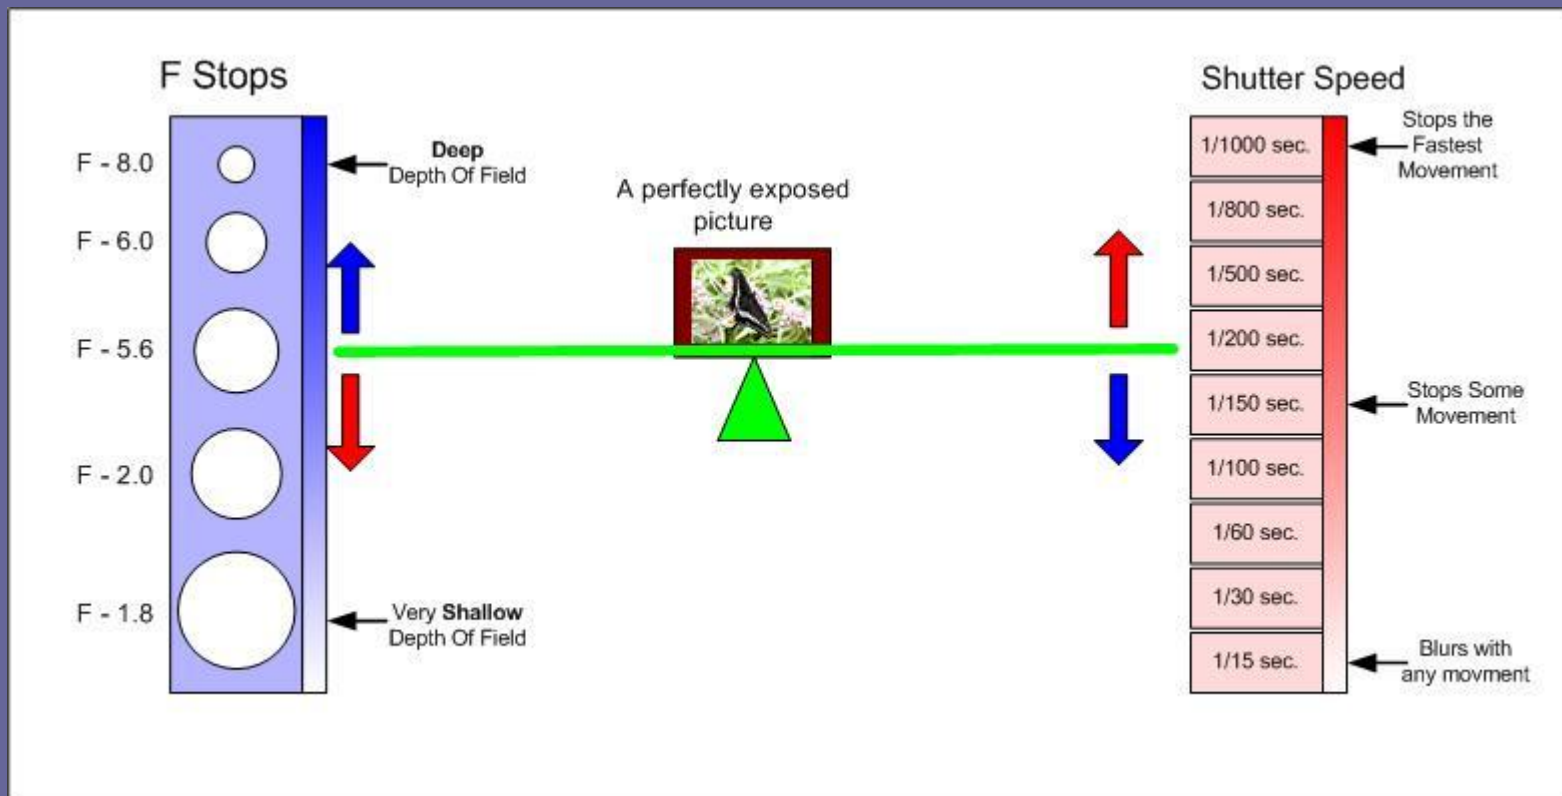 F Stops
F - 8.0
F - 6.0
F - 5.6
F - 2.0
F - 1.8
Deep
Depth Of Field
Very Shallow
Depth Of Field
A perfectly exposed
picture
Shutter Speed
1/1000 sec.
1/800 sec.
1/500 sec.
1/200 sec.
1/150 sec.
1/100 sec.
1/60 sec.
1/30 sec.
1/15 sec.
Stops the
Fastest
Movement
Stops Some
Movement
Blurs with
any movment